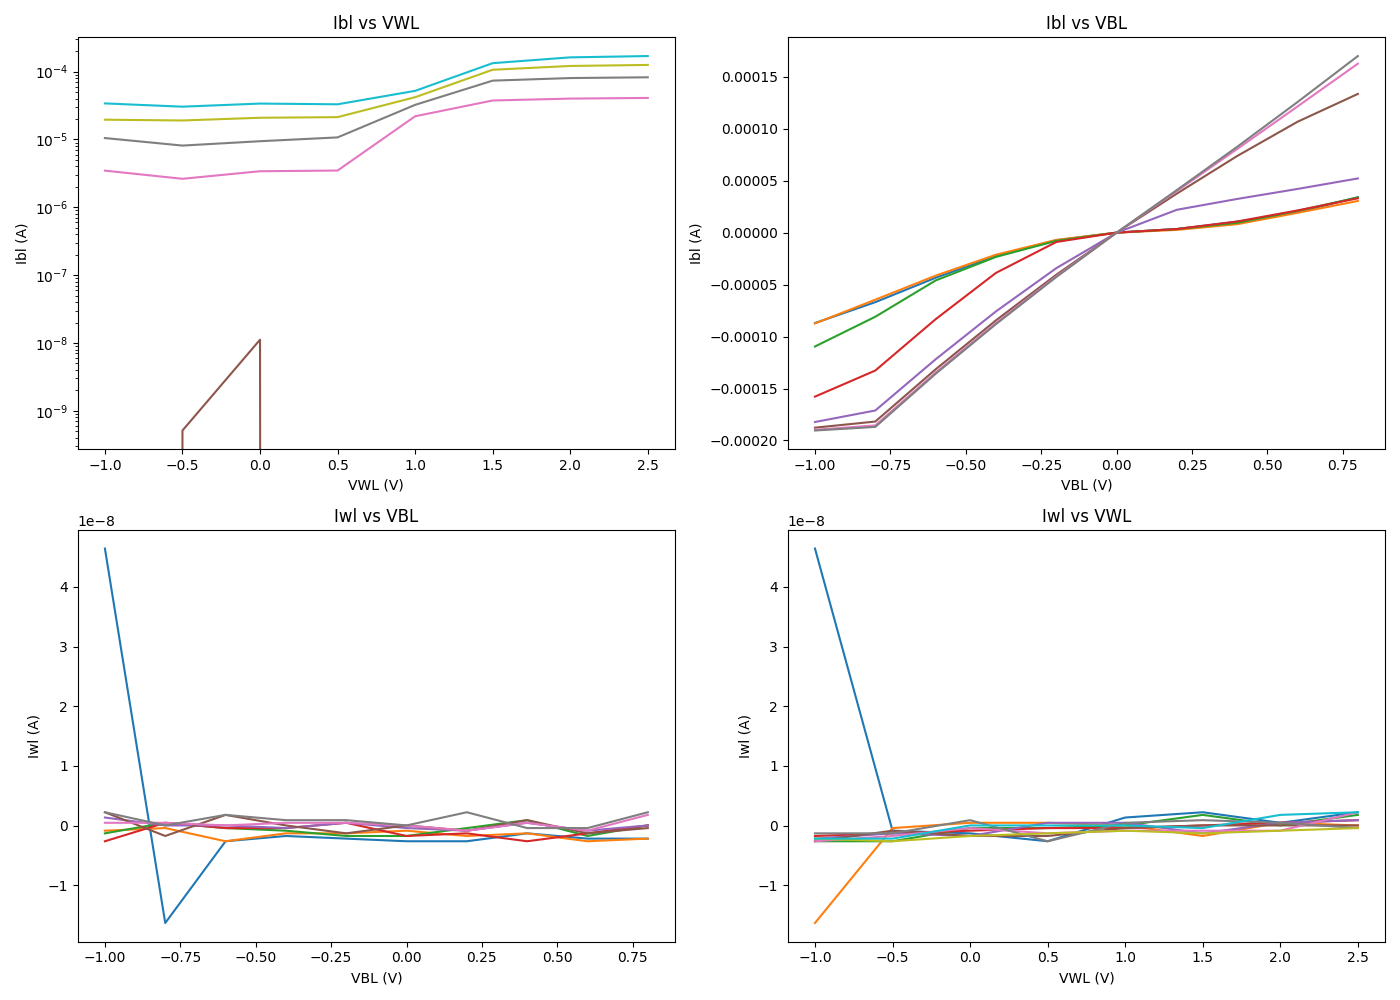 Ibl vs VWL
Ibl (A)
10−4
10−5
10−6
10−7
10−8
10−9
−1.0 −0.5 0.0 0.5 1.0 1.5 2.0 2.5
VWL (V)
Ibl vs VBL
Ibl (A)
0.00015
0.00010
0.00005
0.00000
−0.00005
−0.00010
−0.00015
−0.00020
−1.00 −0.75 −0.50 −0.25 0.00 0.25 0.50 0.75
VBL (V)
Iwl vs VBL
1e−8
Iwl (A)
4
3
2
1
0
−1
−1.00 −0.75 −0.50 −0.25 0.00 0.25 0.50 0.75
VBL (V)
Iwl vs VWL
1e−8
Iwl (A)
4
3
2
1
0
−1
−1.0 −0.5 0.0 0.5 1.0 1.5 2.0 2.5
VWL (V)